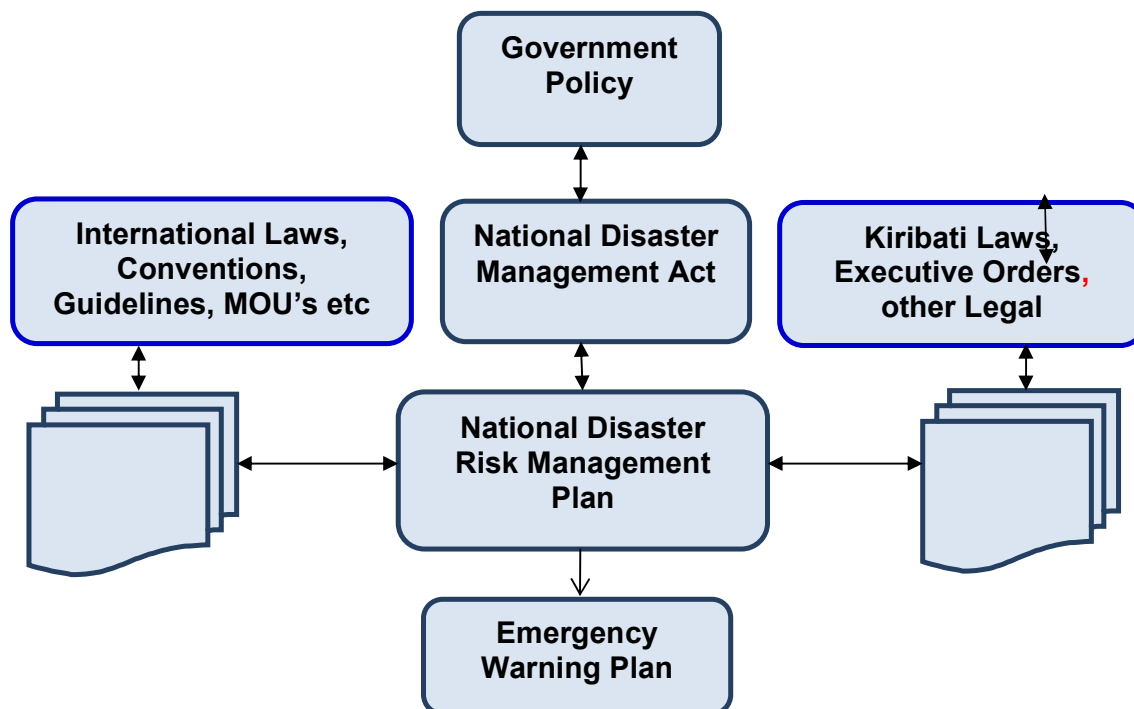 Government
Policy
International Laws,
Conventions,
Guidelines, MOU’s etc
National Disaster
Management Act
Kiribati Laws,
Executive Orders,
other Legal
National Disaster
Risk Management
Plan
Emergency
Warning Plan